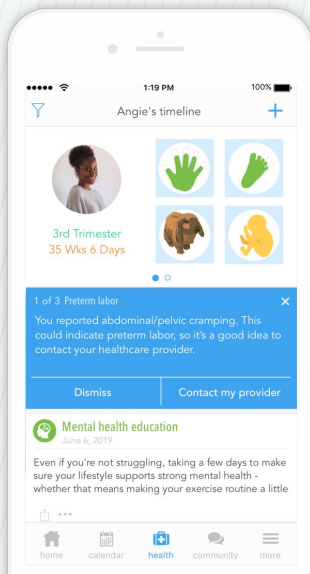 1:19 PM
100%
Angie's timeline
3rd Trimester
35 Wks 6 Days
1 of 3 Preterm labor
You reported abdominal/pelvic cramping. This
could indicate preterm labor, so it's a good idea to
contact your healthcare provider.
Dismiss
Contact my provider
Mental health education
June 6, 2019
Even if you're not struggling, taking a few days to make
sure your lifestyle supports strong mental health -
whether that means making your exercise routine a little
home
calendar
health
community
more